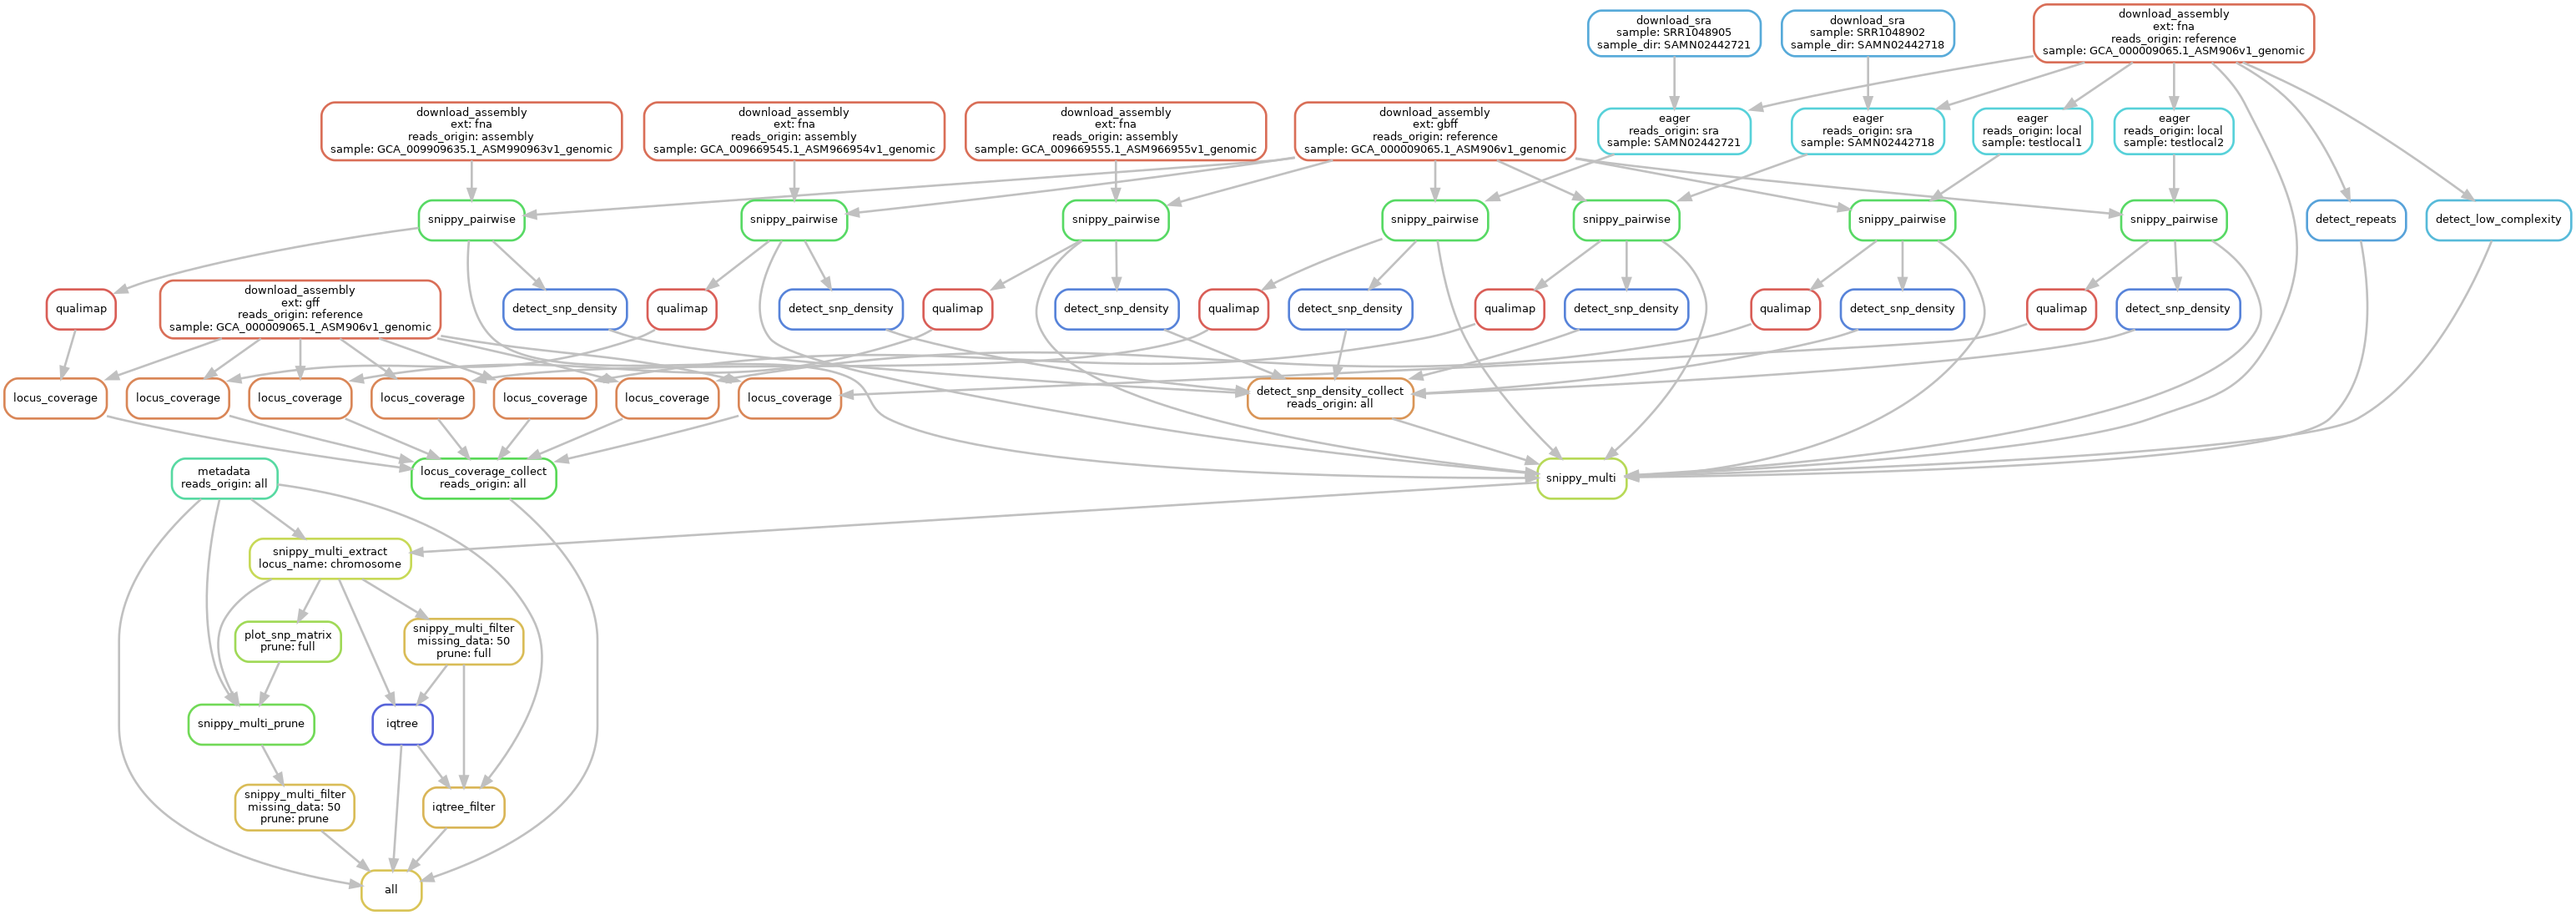 download_sra
sample: SRR1048905
sample_dir: SAMN02442721
download_sra
sample: SRR1048902
sample_dir: SAMN02442718
download_assembly
ext: fna
reads_origin: reference
sample: GCA_000009065.1_ASM906v1_genomic
download_assembly
ext: fna
reads_origin: assembly
sample: GCA_009909635.1_ASM990963v1_genomic
download_assembly
ext: fna
reads_origin: assembly
sample: GCA_009669545.1_ASM966954v1_genomic
download_assembly
ext: fna
reads_origin: assembly
sample: GCA_009669555.1_ASM966955v1_genomic
download_assembly
ext: gbff
reads_origin: reference
sample: GCA_000009065.1_ASM906v1_genomic
eager
reads_origin: sra
sample: SAMN02442721
eager
reads_origin: sra
sample: SAMN02442718
eager
reads_origin: local
sample: testlocal1
eager
reads_origin: local
sample: testlocal2
snippy_pairwise
snippy_pairwise
snippy_pairwise
snippy_pairwise
snippy_pairwise
snippy_pairwise
snippy_pairwise
detect_repeats
detect_low_complexity
qualimap
download_assembly
ext: gff
reads_origin: reference
sample: GCA_000009065.1_ASM906v1_genomic
detect_snp_density
qualimap
detect_snp_density
qualimap
detect_snp_density
qualimap
detect_snp_density
qualimap
detect_snp_density
qualimap
detect_snp_density
qualimap
detect_snp_density
locus_coverage
locus_coverage
locus_coverage
locus_coverage
locus_coverage
locus_coverage
locus_coverage
detect_snp_density_collect
reads_origin: all
metadata
reads_origin: all
locus_coverage_collect
reads_origin: all
snippy_multi
snippy_multi_extract
locus_name: chromosome
plot_snp_matrix
prune: full
snippy_multi_filter
missing_data: 50
prune: full
snippy_multi_prune
iqtree
snippy_multi_filter
missing_data: 50
prune: prune
iqtree_filter
all